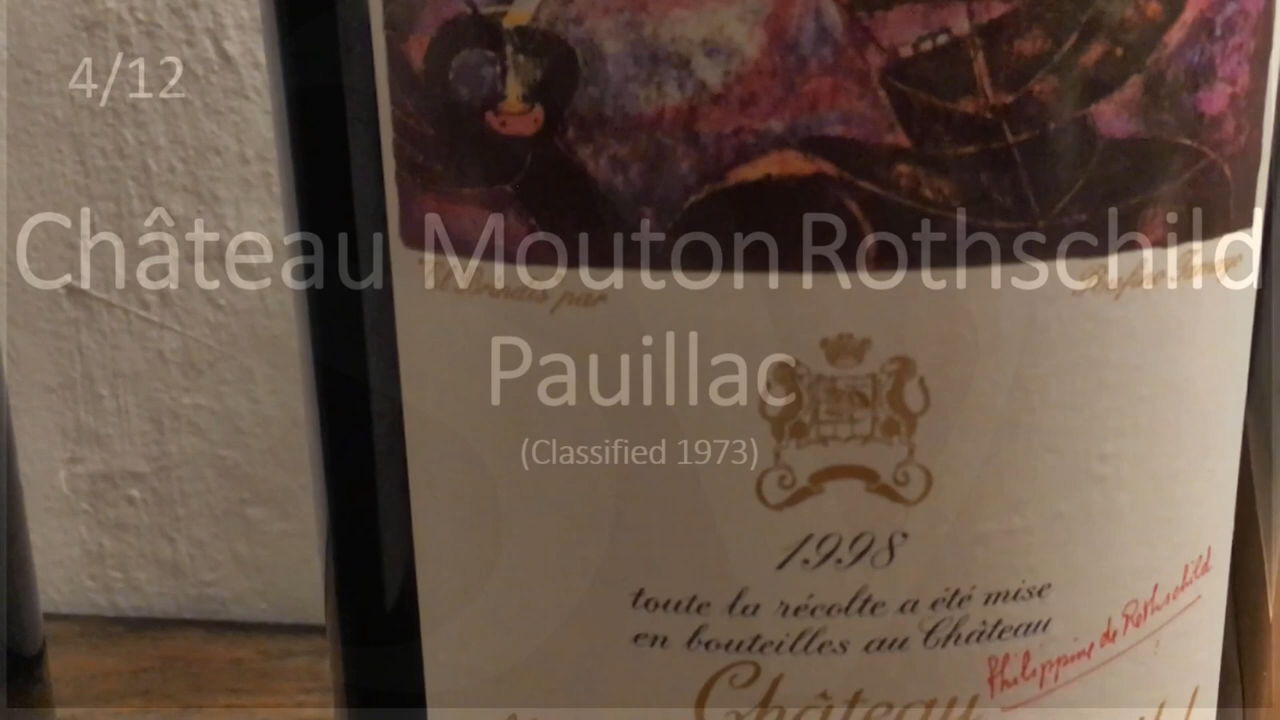 4/12
Château Mouton Rothschild
Pauillac
(Classified 1973)
1998
toute la récolte a été mise
en bouteilles au Château
Philippine de Rothschild
Château